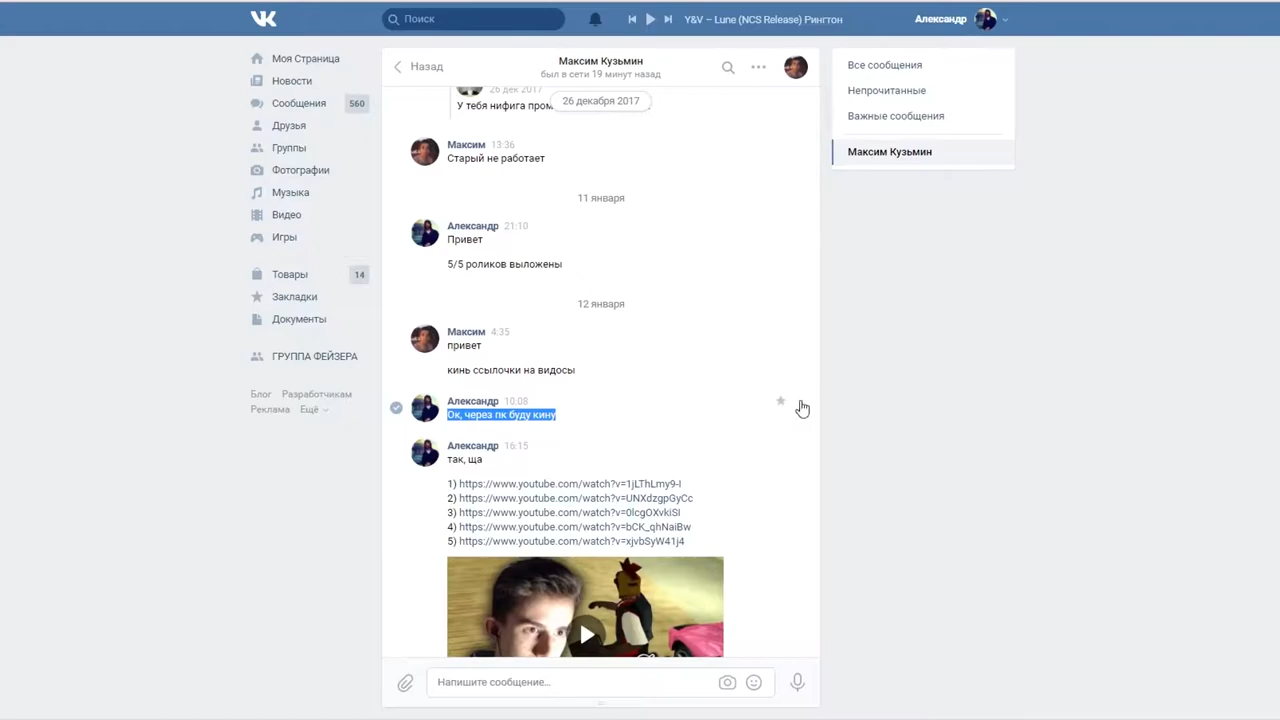 Поиск
Y&V – Lune (NCS Release) Рингтон
Александр
Моя Страница
Новости
Сообщения 560
Друзья
Группы
Фотографии
Музыка
Видео
Игры
Товары 14
Закладки
Документы
ГРУППА ФЕЙЗЕРА
Блог Разработчикам
Реклама Ещё
Назад
Максим Кузьмин
был в сети 19 минут назад
26 дек 2017
У тебя нифига пром
26 декабря 2017
Максим 13:36
Старый не работает
11 января
Александр 21:10
Привет
5/5 роликов выложены
12 января
Максим 4:35
привет
кинь ссылочки на видосы
Александр 10:08
Ок, через пк буду кину
Александр 16:15
так, ща
1) https://www.youtube.com/watch?v=1jLThLmy9-I
2) https://www.youtube.com/watch?v=UNXdzgpGyCc
3) https://www.youtube.com/watch?v=0lcgOXvkiSI
4) https://www.youtube.com/watch?v=bCK_qhNaiBw
5) https://www.youtube.com/watch?v=xjvbSyW41j4
Напишите сообщение...
Все сообщения
Непрочитанные
Важные сообщения
Максим Кузьмин